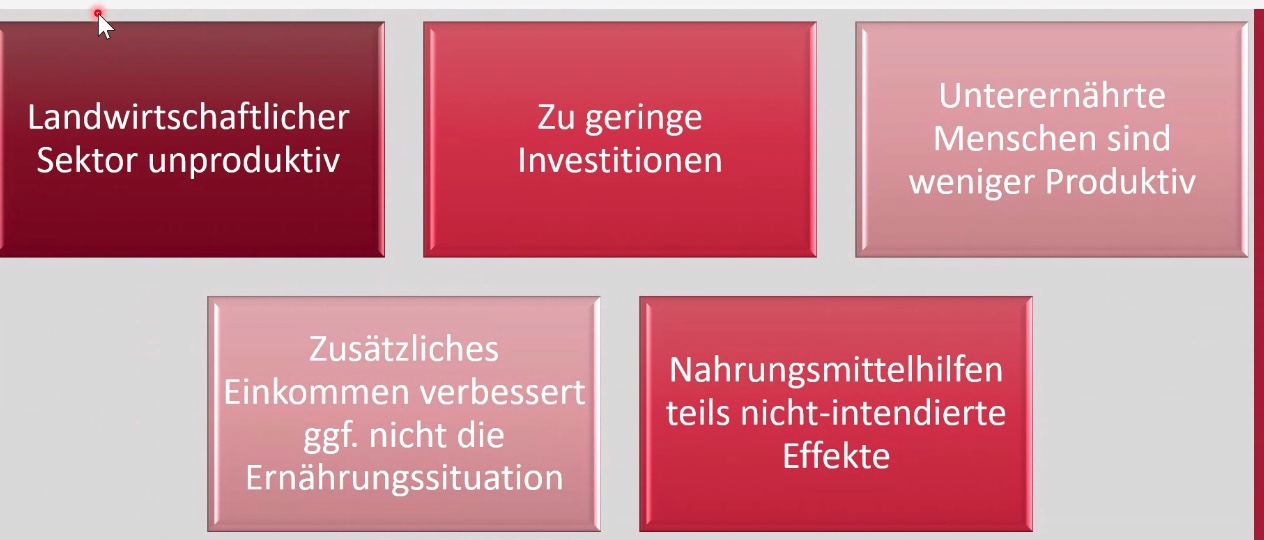 Landwirtschaftlicher
Sektor unproduktiv
Zu geringe
Investitionen
Unterernährte
Menschen sind
weniger Produktiv
Zusätzliches
Einkommen verbessert
ggf. nicht die
Ernährungssituation
Nahrungsmittelhilfen
teils nicht-intendierte
Effekte